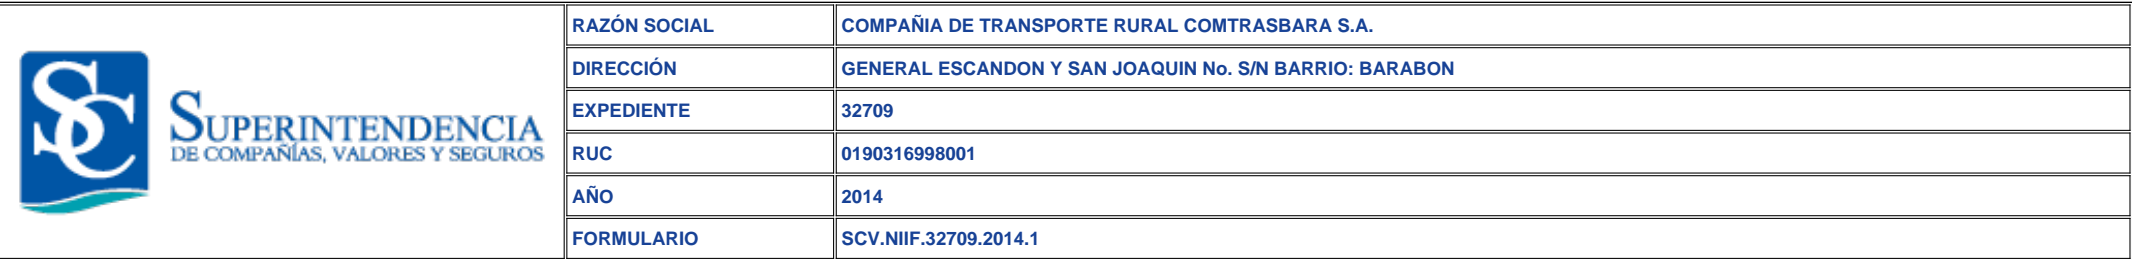 SC
SUPERINTENDENCIA
DE COMPAÑÍAS, VALORES Y SEGUROS
RAZÓN SOCIAL COMPAÑIA DE TRANSPORTE RURAL COMTRASBARA S.A.
DIRECCIÓN GENERAL ESCANDON Y SAN JOAQUIN No. S/N BARRIO: BARABON
EXPEDIENTE 32709
RUC 0190316998001
AÑO 2014
FORMULARIO SCV.NIIF.32709.2014.1